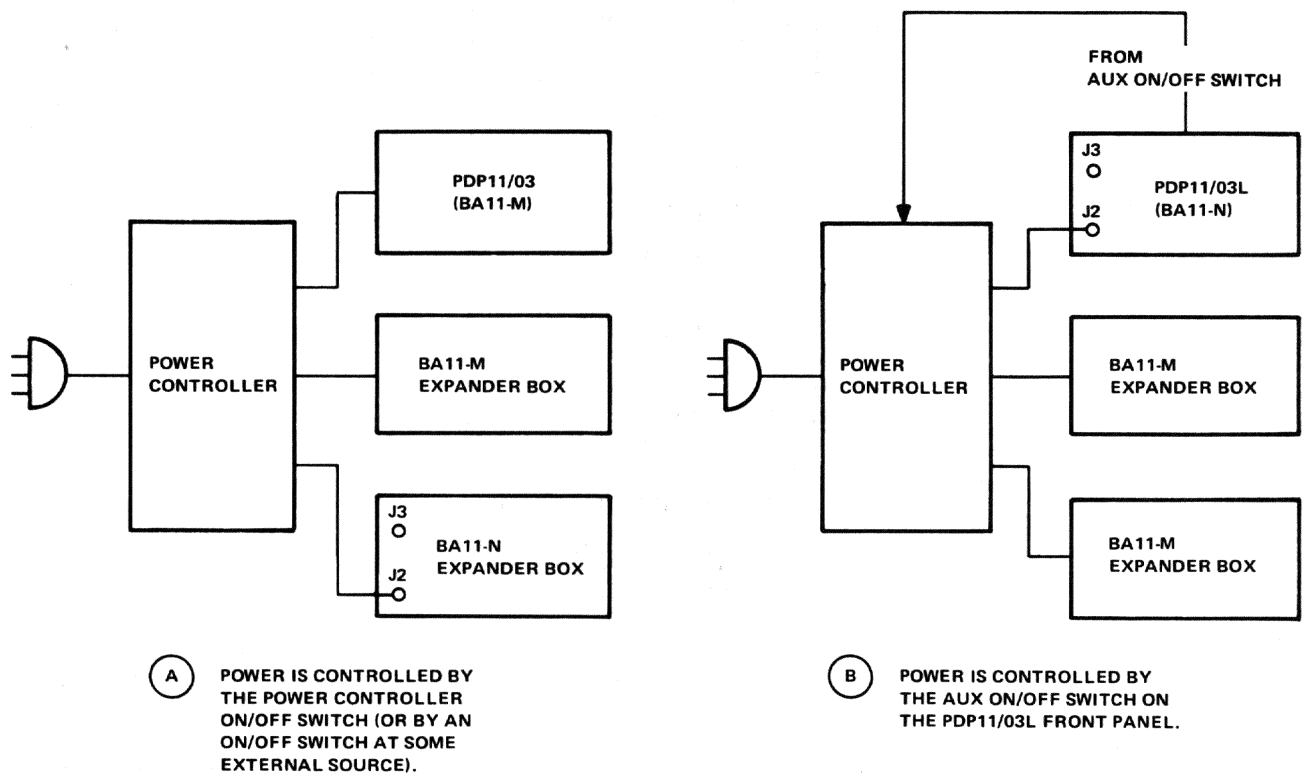 PDP11/03
(BA11-M)
POWER
CONTROLLER
BA11-M
EXPANDER BOX
J3
J2
BA11-N
EXPANDER BOX
A
POWER IS CONTROLLED BY
THE POWER CONTROLLER
ON/OFF SWITCH (OR BY AN
ON/OFF SWITCH AT SOME
EXTERNAL SOURCE).
FROM
AUX ON/OFF SWITCH
J3
J2
PDP11/03L
(BA11-N)
POWER
CONTROLLER
BA11-M
EXPANDER BOX
BA11-M
EXPANDER BOX
B
POWER IS CONTROLLED BY
THE AUX ON/OFF SWITCH ON
THE PDP11/03L FRONT PANEL.